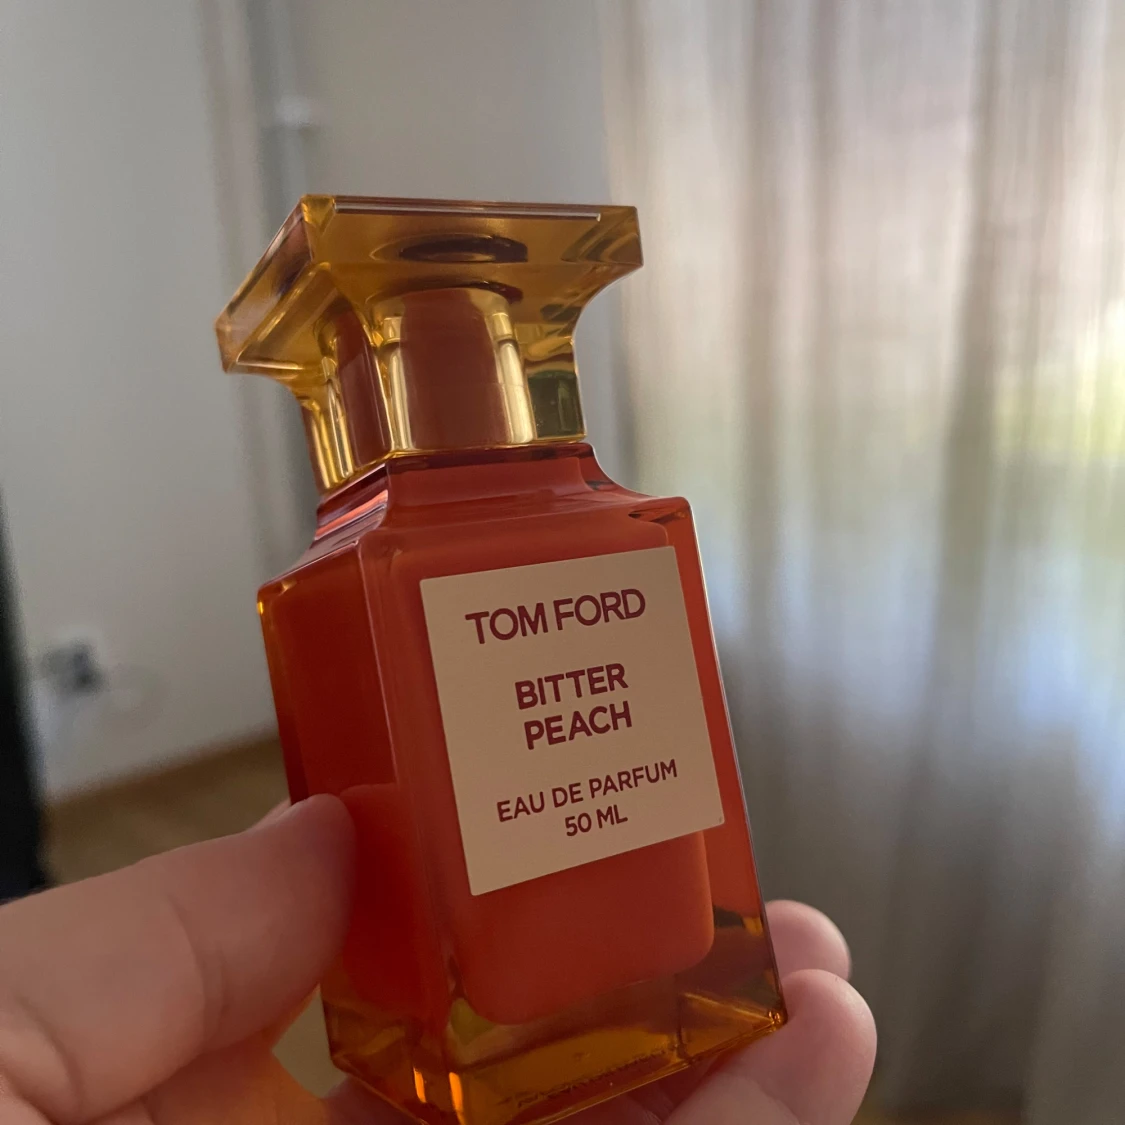 TOM FORD
BITTER
PEACH
EAU DE PARFUM
50 ML